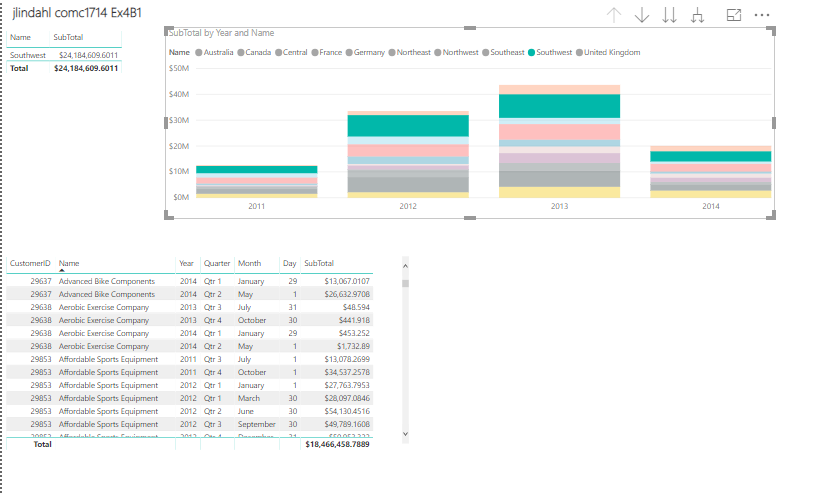 jlindahl comc1714 Ex4B1
Name SubTotal
Southwest $24,184,609.6011
Total $24,184,609.6011
SubTotal by Year and Name
Name Australia Canada Central France Germany Northeast Northwest Southeast Southwest United Kingdom
$50M
$40M
$30M
$20M
$10M
$0M
2011 2012 2013 2014
CustomerID Name Year Quarter Month Day SubTotal
29637 Advanced Bike Components 2014 Qtr 1 January 29 $13,067.0107
29637 Advanced Bike Components 2014 Qtr 2 May 1 $26,632.9708
29638 Aerobic Exercise Company 2013 Qtr 3 July 31 $48.594
29638 Aerobic Exercise Company 2013 Qtr 4 October 30 $441.918
29638 Aerobic Exercise Company 2014 Qtr 1 January 29 $453.252
29638 Aerobic Exercise Company 2014 Qtr 2 May 1 $1,732.89
29853 Affordable Sports Equipment 2011 Qtr 3 July 1 $13,078.2699
29853 Affordable Sports Equipment 2011 Qtr 4 October 1 $34,537.2578
29853 Affordable Sports Equipment 2012 Qtr 1 January 1 $27,763.7953
29853 Affordable Sports Equipment 2012 Qtr 1 March 30 $28,097.0846
29853 Affordable Sports Equipment 2012 Qtr 2 June 30 $54,130.4516
29853 Affordable Sports Equipment 2012 Qtr 3 September 30 $49,789.1608
Total $18,466,458.7889